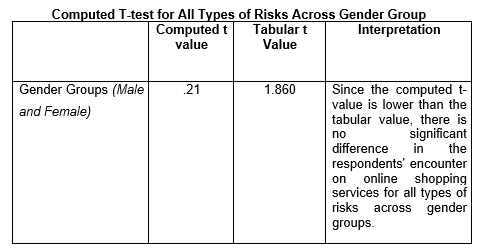 Computed T-test for All Types of Risks Across Gender Group
Computed t
value
Tabular t
Value
Interpretation
Gender Groups (Male
and Female)
.21
1.860
Since the computed t-
value is lower than the
tabular value, there is
no significant
difference in the
respondents' encounter
on online shopping
services for all types of
risks across gender
groups.